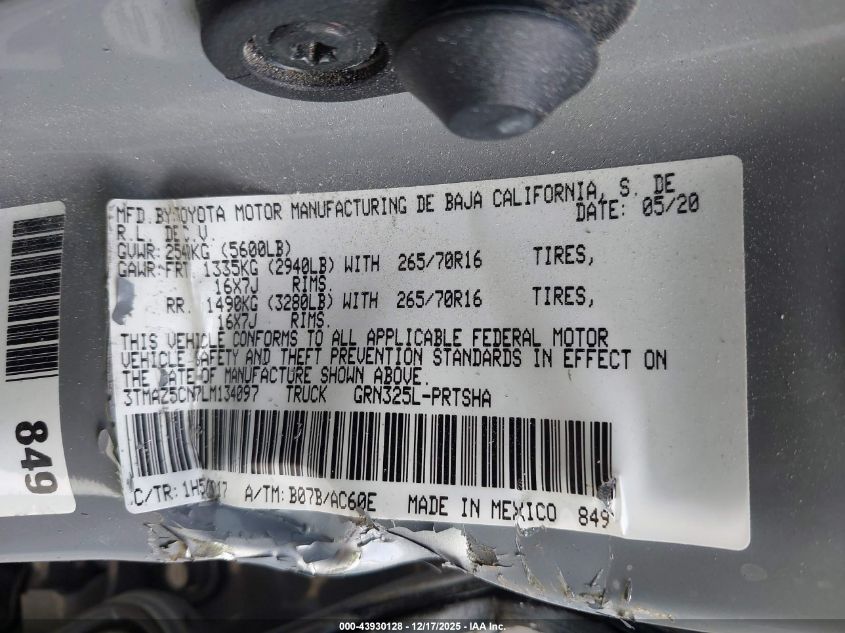 MFD. BY: TOYOTA MOTOR MANUFACTURING DE BAJA CALIFORNIA, S. DE
R.L. DE C.V. DATE: 05/20
GVWR: 2540KG (5600LB)
GAWR: FRT. 1335KG (2940LB) WITH 265/70R16 TIRES,
16X7J RIMS.
RR. 1490KG (3280LB) WITH 265/70R16 TIRES,
16X7J RIMS.
THIS VEHICLE CONFORMS TO ALL APPLICABLE FEDERAL MOTOR
VEHICLE SAFETY AND THEFT PREVENTION STANDARDS IN EFFECT ON
THE DATE OF MANUFACTURE SHOWN ABOVE.
3TMAZ5CN7LM134097 TRUCK GRN325L-PRTSHA
C/TR: A/TM: B07B/AC60E MADE IN MEXICO 849
849
000-43930128 - 12/17/2025 - IAA Inc.